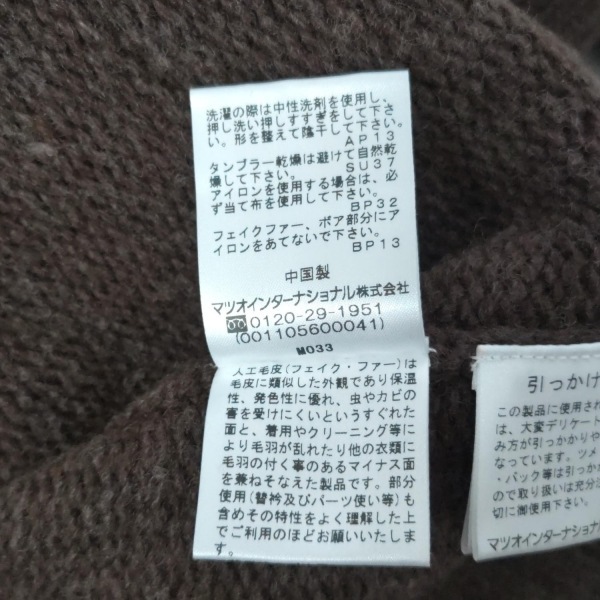 洗濯の際は中性洗剤を使用し、
押し洗い押しすすぎをして下さ
い。形を整えて陰干して下さい。
AP13
タンブラー乾燥は避けて自然乾
燥して下さい。
SU37
アイロンを使用する場合は、必
ず当て布を使用して下さい。
BP32
フェイクファー、ボア部分にア
イロンをあてないで下さい。
BP13
中国製
マツオインターナショナル株式会社
0120-29-1951
(001105600041)
M033
人工毛皮(フェイク・ファー)は
毛皮に類似した外観であり保温
性、発色性に優れ、虫やカビの
害を受けにくいというすぐれた
面と、着用やクリーニング等に
より毛羽が乱れたり他の衣類に
毛羽の付く事のあるマイナス面
を兼ねそなえた製品です。部分
使用(替衿及びパーツ使い等)も
含めその特性をよく理解した上
でご利用のほどお願いいたしま
す。
引っかけ
この製品に使用され
は、大変デリケート
み方が引っかかりや
なっています。ツメ
・バック等は引っか
ので取り扱いは充分
切に御使用下さい。
マツオインターナショナ